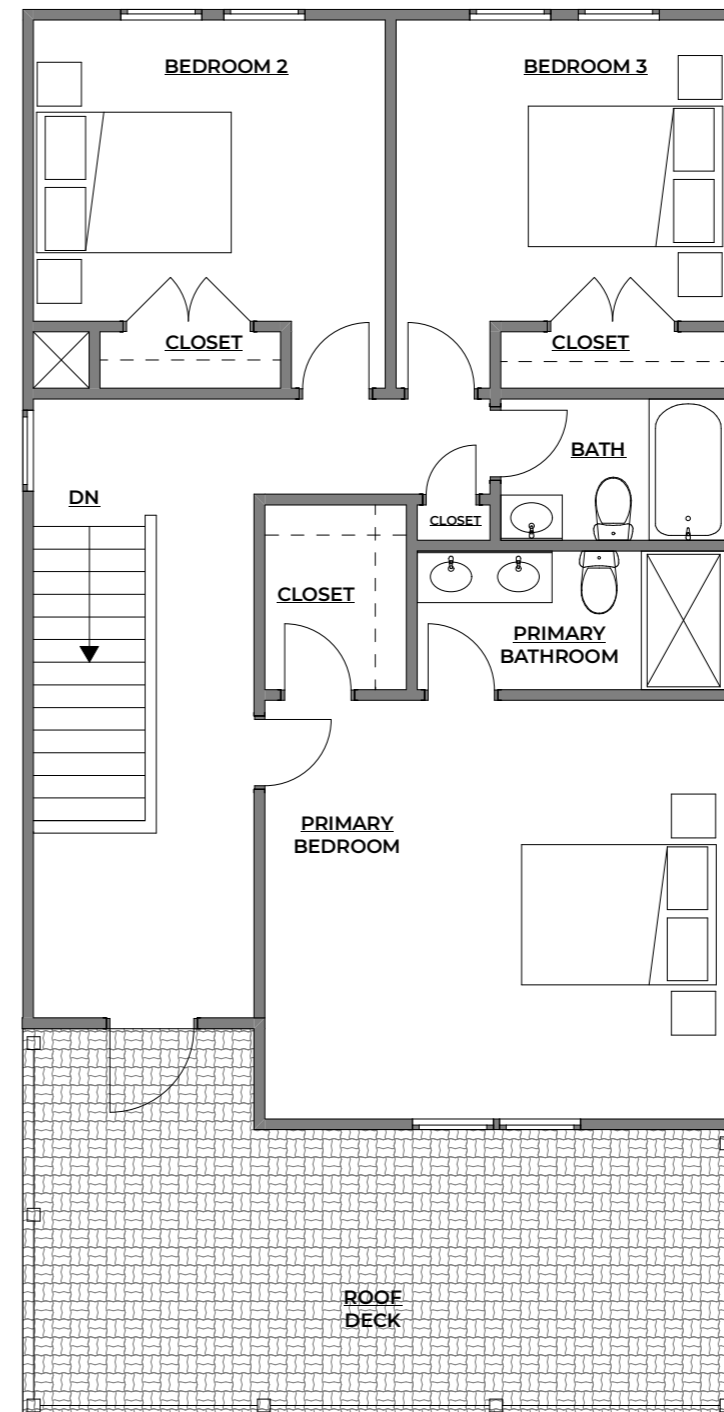 BEDROOM 2
BEDROOM 3
CLOSET
CLOSET
BATH
DN
CLOSET
CLOSET
PRIMARY
BATHROOM
PRIMARY
BEDROOM
ROOF
DECK